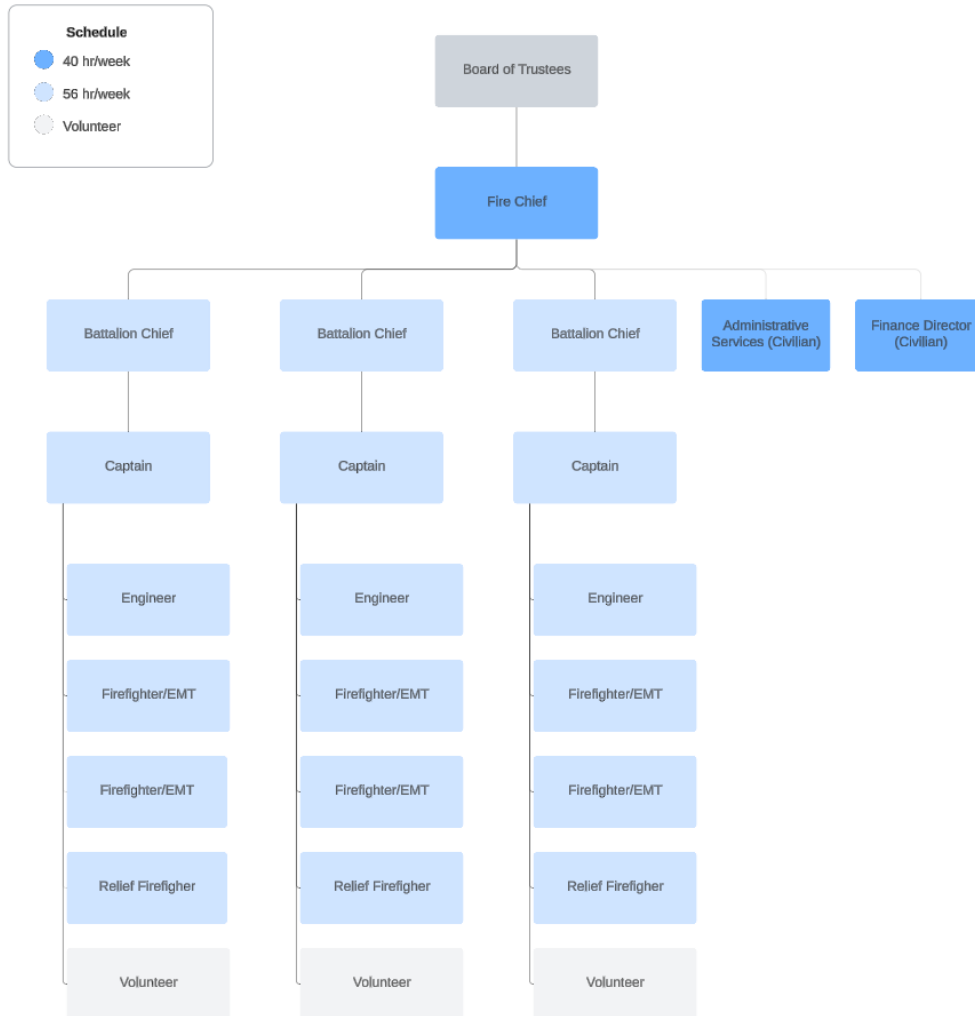 Schedule
40 hr/week
56 hr/week
Volunteer
Board of Trustees
Fire Chief
Battalion Chief
Battalion Chief
Battalion Chief
Administrative
Services (Civilian)
Finance Director
(Civilian)
Captain
Captain
Captain
Engineer
Engineer
Engineer
Firefighter/EMT
Firefighter/EMT
Firefighter/EMT
Firefighter/EMT
Firefighter/EMT
Firefighter/EMT
Relief Firefigher
Relief Firefigher
Relief Firefigher
Volunteer
Volunteer
Volunteer